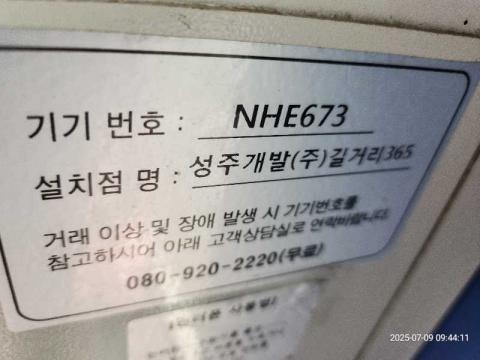 기기 번호 : NHE673
설치점 명 : 성주개발(주)길거리365
거래 이상 및 장애 발생 시 기기번호를
참고하시어 아래 고객상담실로 연락바랍니다.
080-920-2220(무료)
2025-07-09 09:44:11